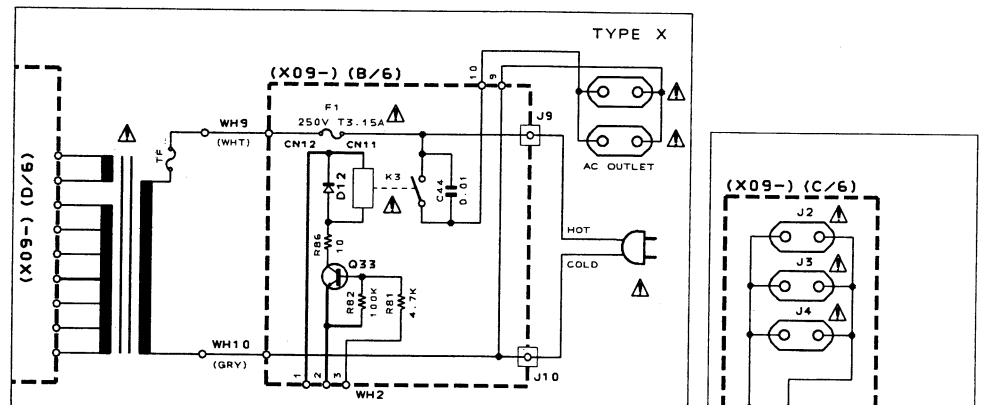 TYPE X
(X09-) (B/6)
10
9
F1
250V T3.15A
J9
WH9
(WHT)
CN12
CN11
AC OUTLET
TF
(X09-) (D/6)
D12
K3
C44
0.01
HOT
COLD
R86
10
Q33
R82
100K
R81
4.7K
WH10
(GRY)
J10
1
2
3
WH2
(X09-) (C/6)
J2
J3
J4